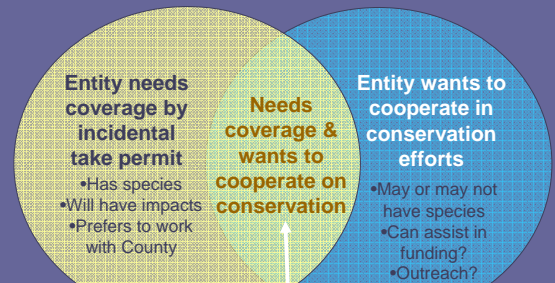 Entity needs
coverage by
incidental
take permit
•Has species
•Will have impacts
•Prefers to work
with County
Needs
coverage &
wants to
cooperate on
conservation
Entity wants to
cooperate in
conservation
efforts
•May or may not
have species
•Can assist in
funding?
•Outreach?